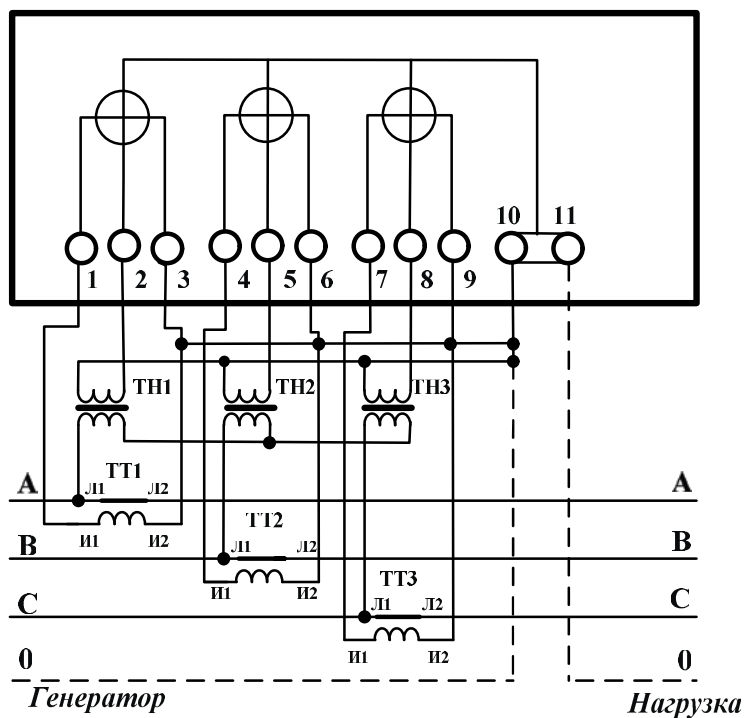 10 11
1 2 3 4 5 6 7 8 9
ТН1 ТН2 ТН3
ТТ1
А Л1 Л2 А
ТТ2
И1 И2
В Л1 Л2 В
ТТ3
И1 И2
С Л1 Л2 С
И1 И2
0 0
Генератор Нагрузка